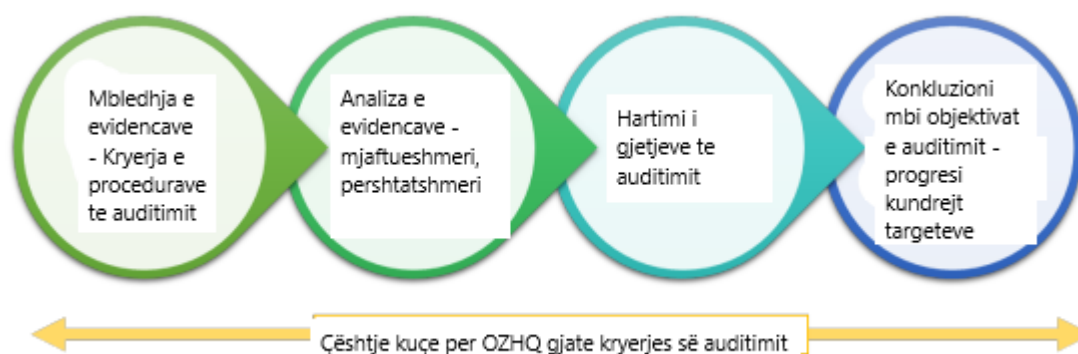 Mbledhja e
evidencave
- Kryerja e
procedurave
te auditimit
Analiza e
evidencave -
mjaftueshmeri,
pershtatshmeri
Hartimi i
gjetjeve te
auditimit
Konkluzioni
mbi objektivat
e auditimit -
progresi
kundrejt
targeteve
Çështje kuçe per OZHQ gjate kryerjes së auditimit